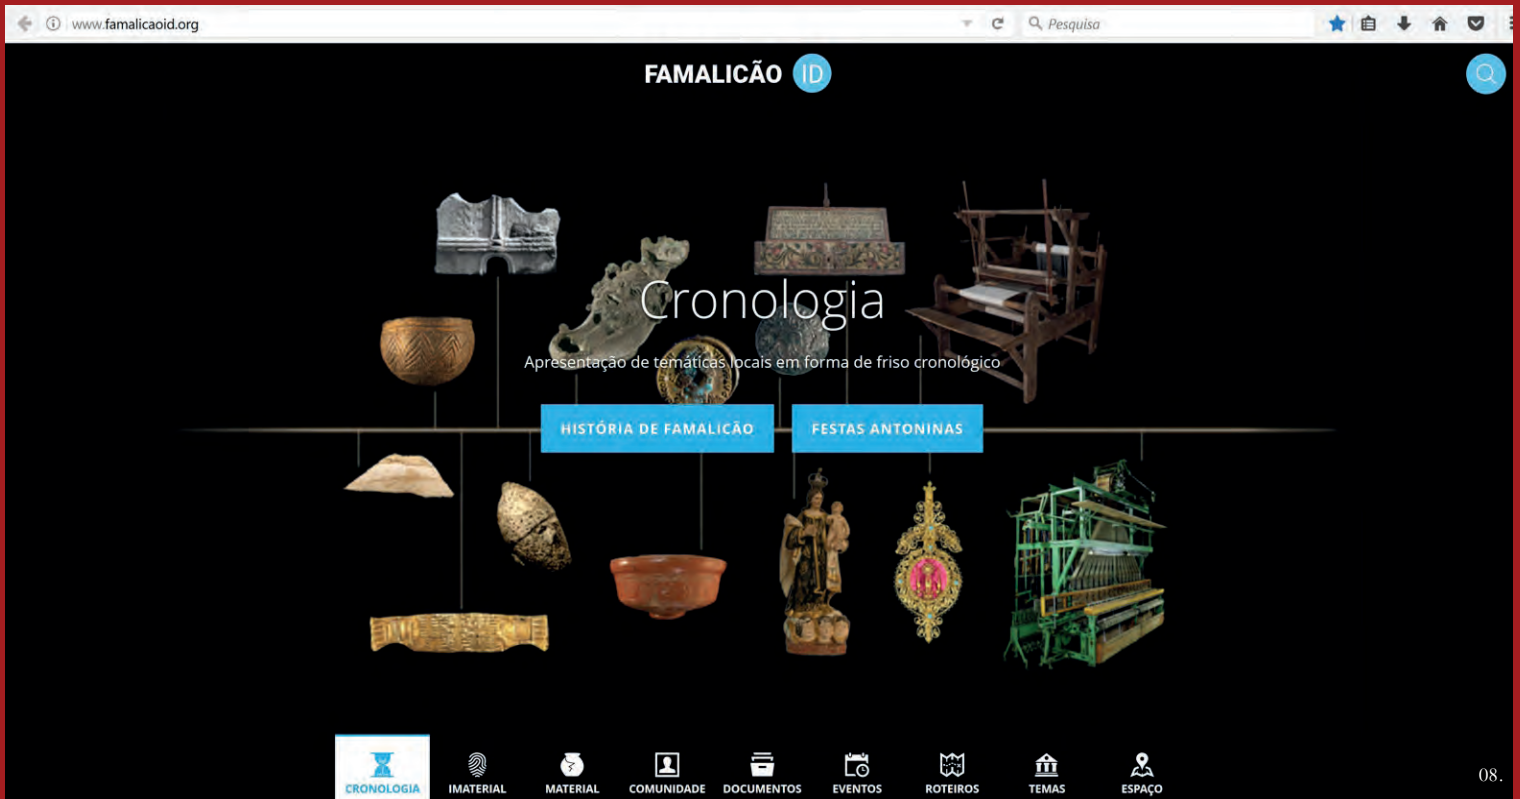 www.famalicaoid.org
Pesquisa
FAMALICÃO ID
Cronologia
Apresentação de temáticas locais em forma de friso cronológico
HISTÓRIA DE FAMALICÃO
FESTAS ANTONINAS
CRONOLOGIA
IMATERIAL
MATERIAL
COMUNIDADE
DOCUMENTOS
EVENTOS
ROTEIROS
TEMAS
ESPAÇO
08.